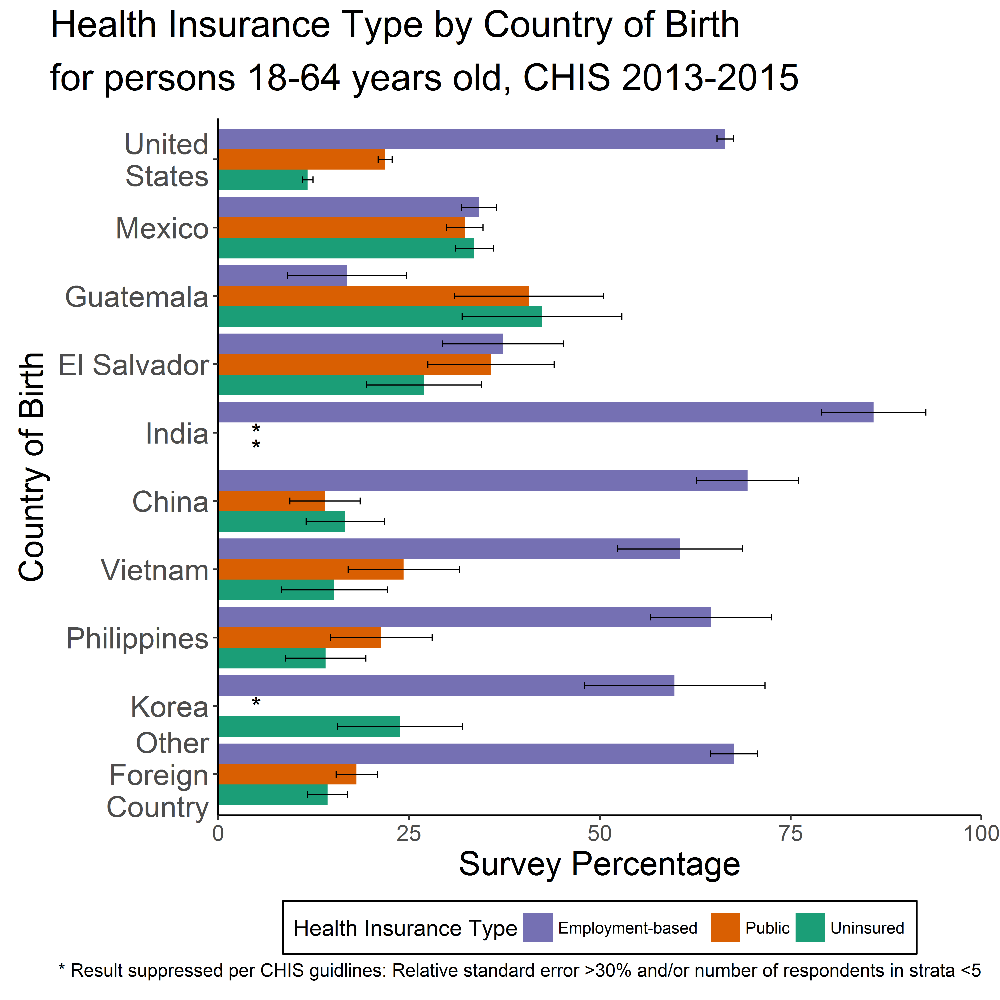 Health Insurance Type by Country of Birth
for persons 18-64 years old, CHIS 2013-2015
Country of Birth
United
States
Mexico
Guatemala
El Salvador
India
*
*
China
Vietnam
Philippines
Korea
*
Other
Foreign
Country
0 25 50 75 100
Survey Percentage
Health Insurance Type Employment-based Public Uninsured
* Result suppressed per CHIS guidlines: Relative standard error >30% and/or number of respondents in strata <5